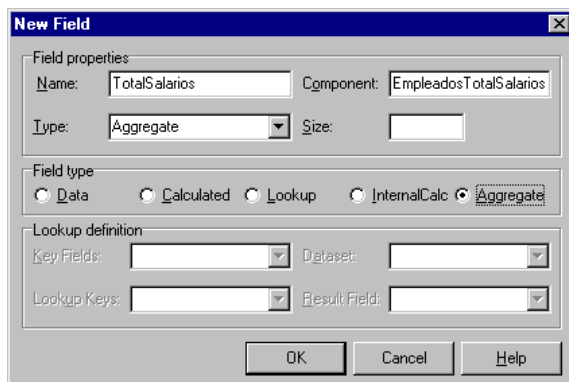 New Field
Field properties
Name: TotalSalarios Component: EmpleadosTotalSalarios
Type: Aggregate Size:
Field type
Data Calculated Lookup InternalCalc Aggregate
Lookup definition
Key Fields: Dataset:
Lookup Keys: Result Field:
OK Cancel Help